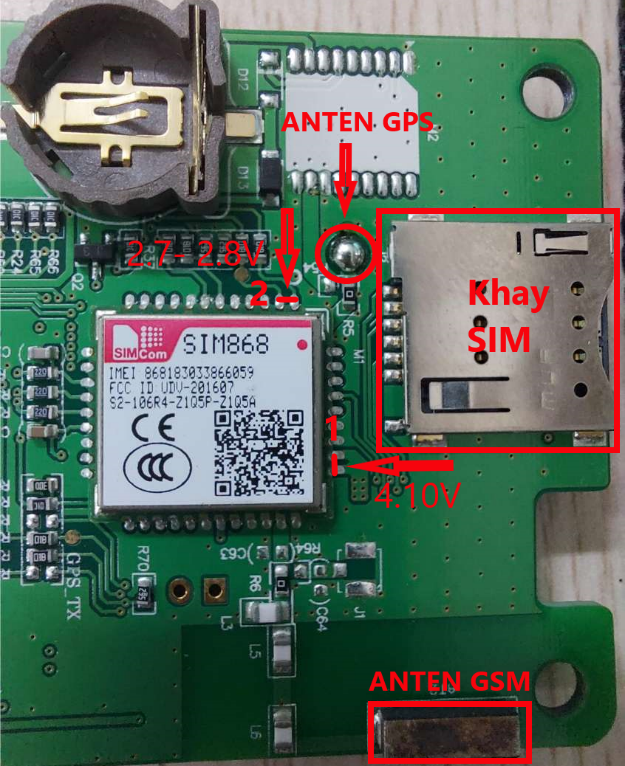 D12
ANTEN GPS
D13
2.7- 2.8V
R24
R65
R66
Q2
2
R5
Khay
SIM
SIMCom
SIM868
M1
IMEI 868183033866059
FCC ID UDV-201607
S2-106R4-Z1Q5P-Z1Q5A
CE
CCC
1
4.10V
GPS_TX
R70
C63
R64
R6
C64
J1
L3
L5
L6
ANTEN GSM